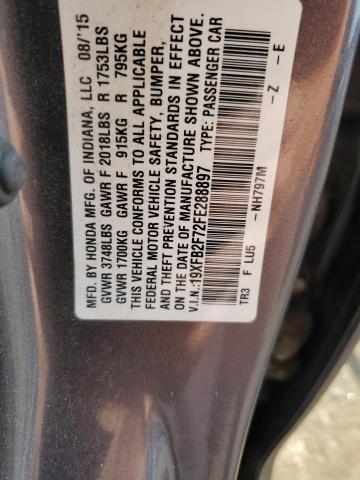 MFD. BY HONDA MFG. OF INDIANA, LLC 08/'15
GVWR 3748LBS GAWR F 2018LBS R 1753LBS
GVWR 1700KG GAWR F 915KG R 795KG
THIS VEHICLE CONFORMS TO ALL APPLICABLE
FEDERAL MOTOR VEHICLE SAFETY, BUMPER,
AND THEFT PREVENTION STANDARDS IN EFFECT
ON THE DATE OF MANUFACTURE SHOWN ABOVE.
V.I.N.:19XFB2F72FE288897 TYPE: PASSENGER CAR
-NH797M -Z -E
TR3 F LU5